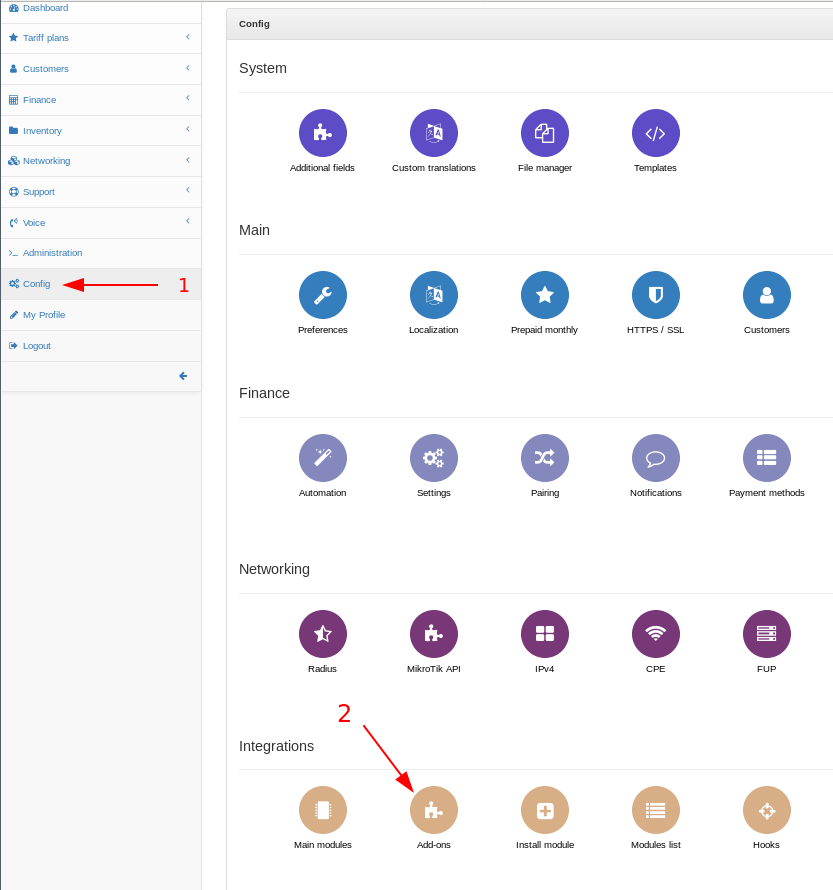 Dashboard
Tariff plans
Customers
Finance
Inventory
Networking
Support
Voice
Administration
Config
1
My Profile
Logout
Config
System
Additional fields
Custom translations
File manager
Templates
Main
Preferences
Localization
Prepaid monthly
HTTPS / SSL
Customers
Finance
Automation
Settings
Pairing
Notifications
Payment methods
Networking
Radius
MikroTik API
IPv4
CPE
FUP
2
Integrations
Main modules
Add-ons
Install module
Modules list
Hooks